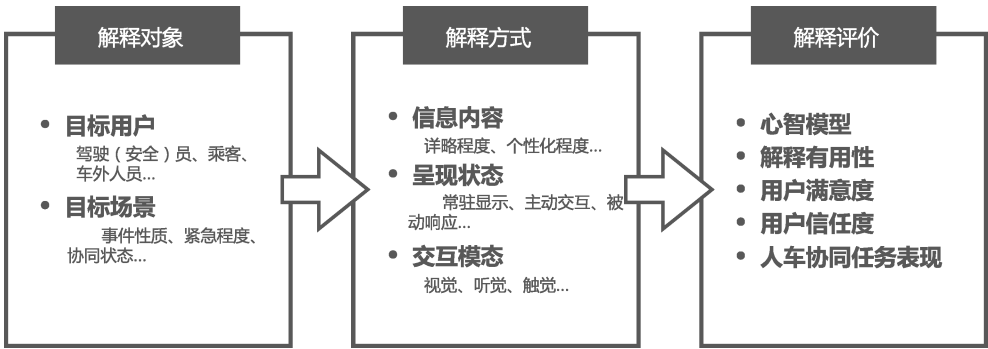 解释对象
• 目标用户
驾驶（安全）员、乘客、
车外人员...
• 目标场景
事件性质、紧急程度、
协同状态...
解释方式
• 信息内容
详略程度、个性化程度...
• 呈现状态
常驻显示、主动交互、被
动响应...
• 交互模态
视觉、听觉、触觉...
解释评价
• 心智模型
• 解释有用性
• 用户满意度
• 用户信任度
• 人车协同任务表现